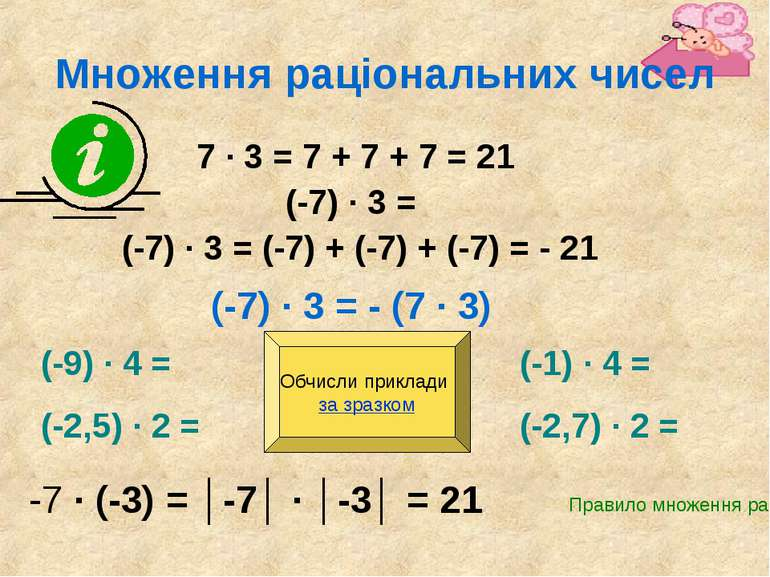 Множення раціональних чисел
7 · 3 = 7 + 7 + 7 = 21
(-7) · 3 =
(-7) · 3 = (-7) + (-7) + (-7) = - 21
(-7) · 3 = - (7 · 3)
(-9) · 4 =
(-1) · 4 =
Обчисли приклади
за зразком
(-2,5) · 2 =
(-2,7) · 2 =
-7 · (-3) = │-7│ · │-3│ = 21
Правило множення ра